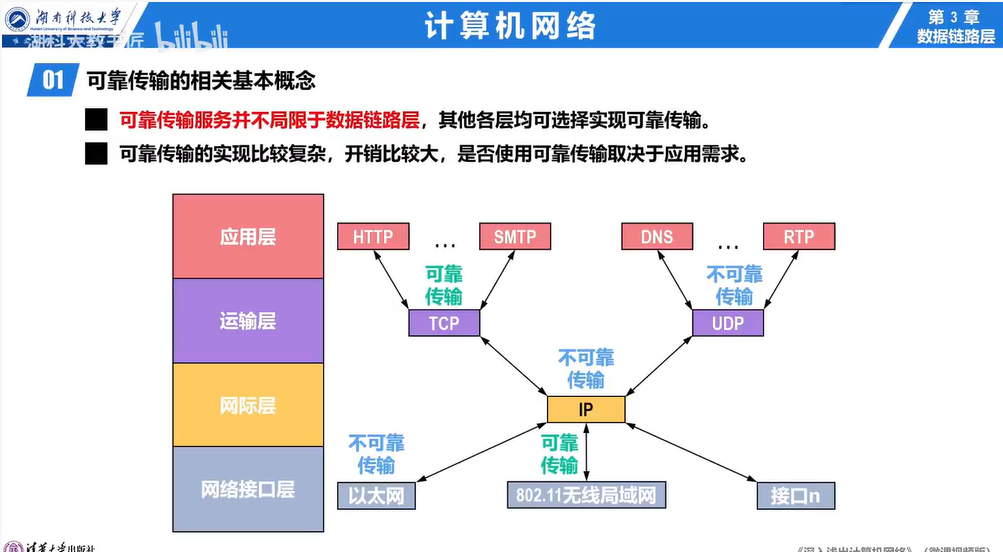 湖南科技大学
Hunan University of Science and Technology
计算机网络
第 3 章
数据链路层
湖科大教书匠 bilibili
01 可靠传输的相关基本概念
可靠传输服务并不局限于数据链路层，其他各层均可选择实现可靠传输。
可靠传输的实现比较复杂，开销比较大，是否使用可靠传输取决于应用需求。
应用层
HTTP … SMTP DNS … RTP
可靠
传输
不可靠
传输
运输层
TCP UDP
不可靠
传输
网际层
IP
不可靠
传输
可靠
传输
网络接口层
以太网 802.11无线局域网 接口n
清华大学出版社
《深入浅出计算机网络》（微课视频版）